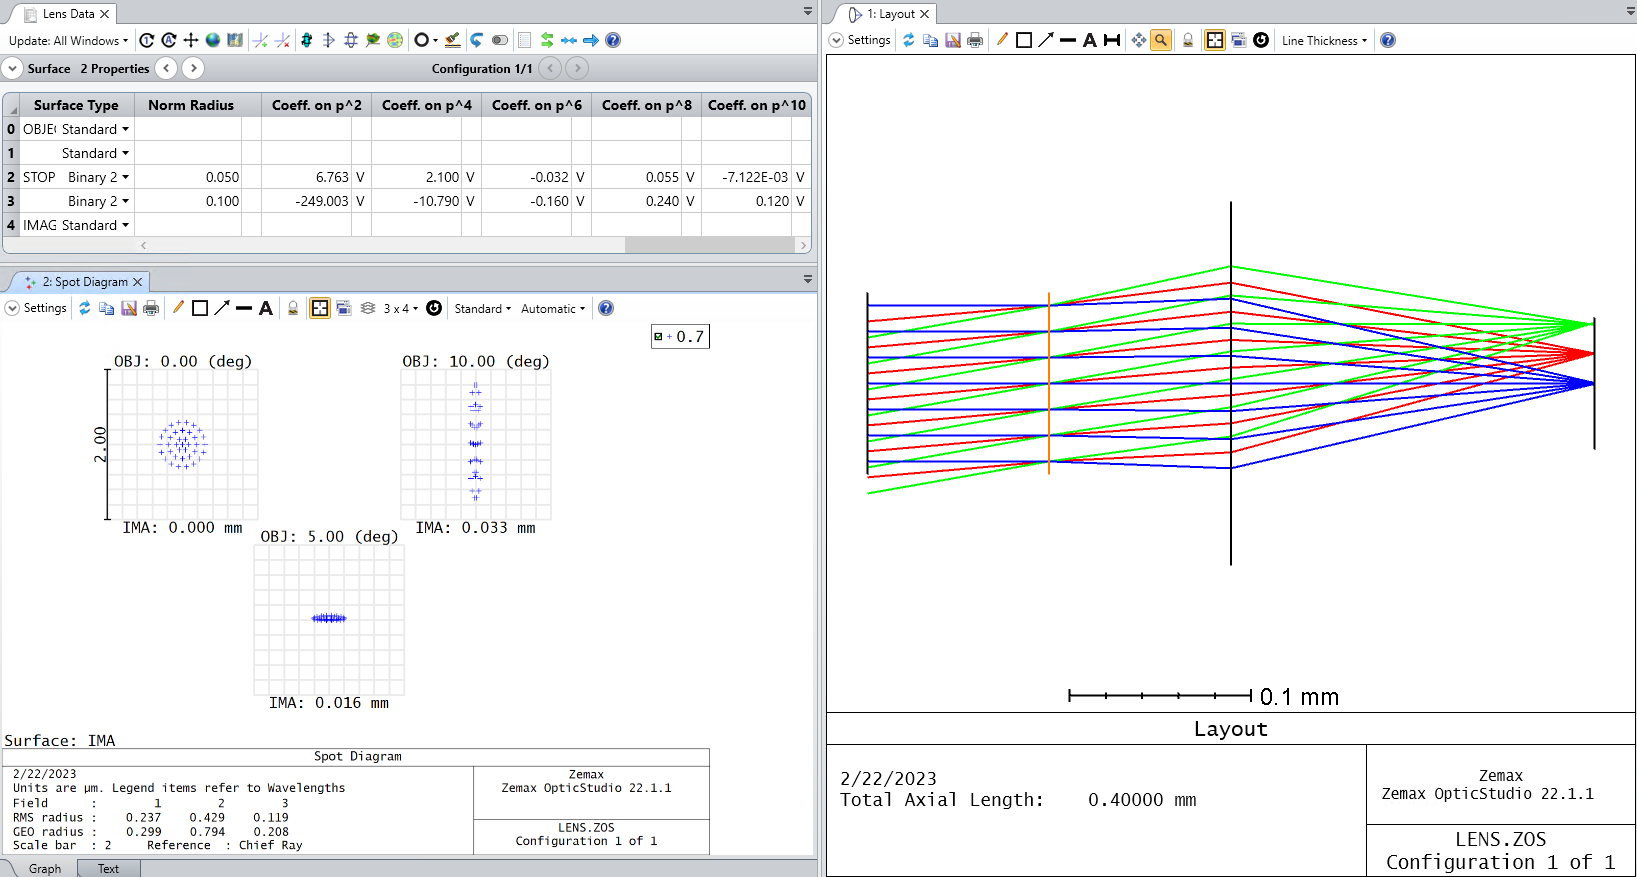 Lens Data
Update: All Windows
Surface 2 Properties Configuration 1/1
Surface Type Norm Radius Coeff. on p^2 Coeff. on p^4 Coeff. on p^6 Coeff. on p^8 Coeff. on p^10
0 OBJE Standard
1 Standard
2 STOP Binary 2 0.050 6.763 V 2.100 V -0.032 V 0.055 V -7.122E-03 V
3 Binary 2 0.100 -249.003 V -10.790 V -0.160 V 0.240 V 0.120 V
4 IMAG Standard
2: Spot Diagram
Settings A 3 x 4 Standard Automatic
+ 0.7
OBJ: 0.00 (deg) OBJ: 10.00 (deg)
2.00
IMA: 0.000 mm IMA: 0.033 mm
OBJ: 5.00 (deg)
IMA: 0.016 mm
Surface: IMA
Spot Diagram
2/22/2023
Units are µm. Legend items refer to Wavelengths
Field : 1 2 3
RMS radius : 0.237 0.429 0.119
GEO radius : 0.299 0.794 0.208
Scale bar : 2 Reference : Chief Ray
Zemax
Zemax OpticStudio 22.1.1
LENS.ZOS
Configuration 1 of 1
Graph Text
1: Layout
Settings A Line Thickness
0.1 mm
Layout
2/22/2023
Total Axial Length: 0.40000 mm
Zemax
Zemax OpticStudio 22.1.1
LENS.ZOS
Configuration 1 of 1